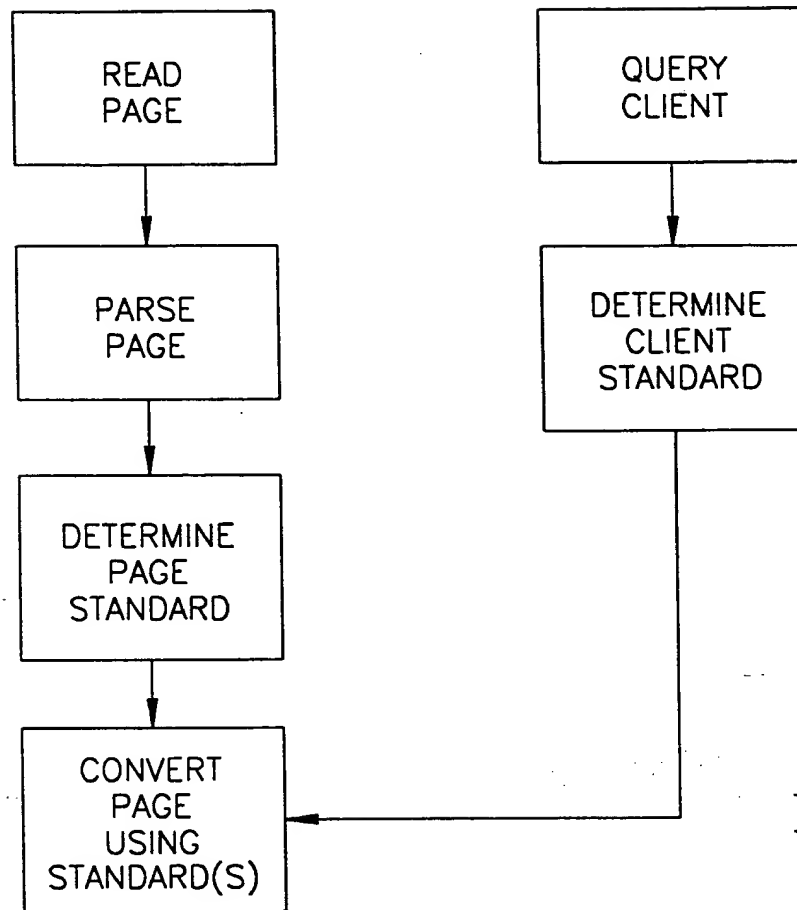 READ
PAGE
QUERY
CLIENT
PARSE
PAGE
DETERMINE
CLIENT
STANDARD
DETERMINE
PAGE
STANDARD
CONVERT
PAGE
USING
STANDARD(S)